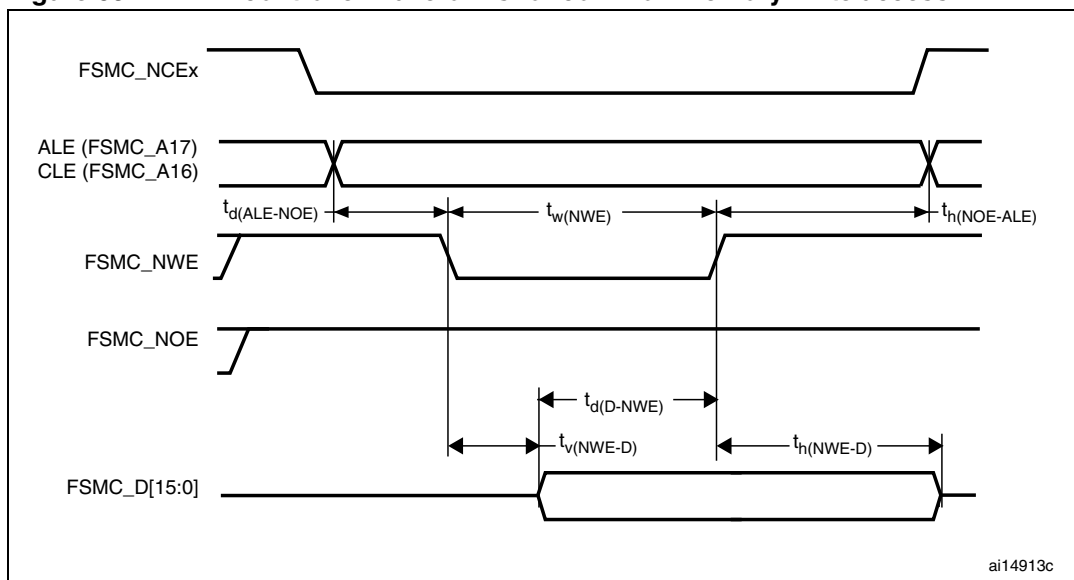 FSMC_NCEx
ALE (FSMC_A17)
CLE (FSMC_A16)
td(ALE-NOE)
tw(NWE)
th(NOE-ALE)
FSMC_NWE
FSMC_NOE
td(D-NWE)
tv(NWE-D)
th(NWE-D)
FSMC_D[15:0]
ai14913c